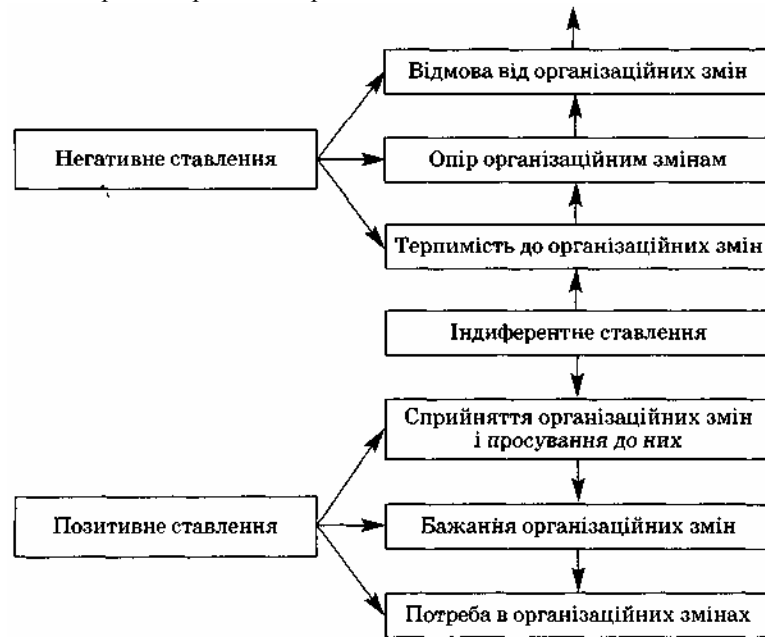 Відмова від організаційних змін
Негативне ставлення
Опір організаційним змінам
Терпимість до організаційних змін
Індиферентне ставлення
Сприйняття організаційних змін
і просування до них
Позитивне ставлення
Бажання організаційних змін
Потреба в організаційних змінах